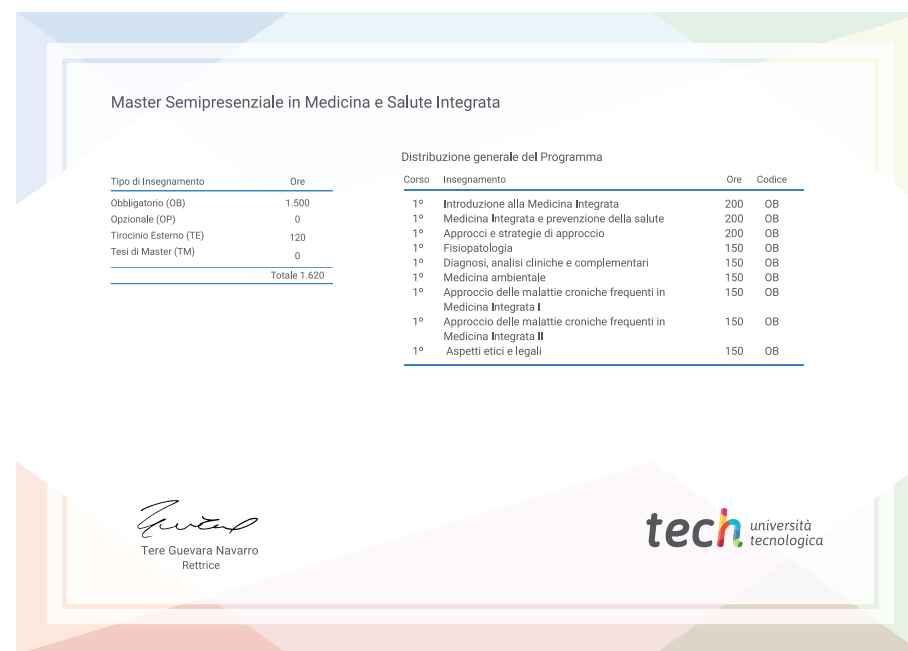 Master Semipresenziale in Medicina e Salute Integrata
Tipo di Insegnamento Ore
Obbligatorio (OB) 1.500
Opzionale (OP) 0
Tirocinio Esterno (TE) 120
Tesi di Master (TM) 0
Totale 1.620
Distribuzione generale del Programma
Corso Insegnamento Ore Codice
1º Introduzione alla Medicina Integrata 200 OB
1º Medicina Integrata e prevenzione della salute 200 OB
1º Approcci e strategie di approccio 200 OB
1º Fisiopatologia 150 OB
1º Diagnosi, analisi cliniche e complementari 150 OB
1º Medicina ambientale 150 OB
1º Approccio delle malattie croniche frequenti in 150 OB
Medicina Integrata I
1º Approccio delle malattie croniche frequenti in 150 OB
Medicina Integrata II
1º Aspetti etici e legali 150 OB
Tere Guevara Navarro
Rettrice
tech università
tecnologica